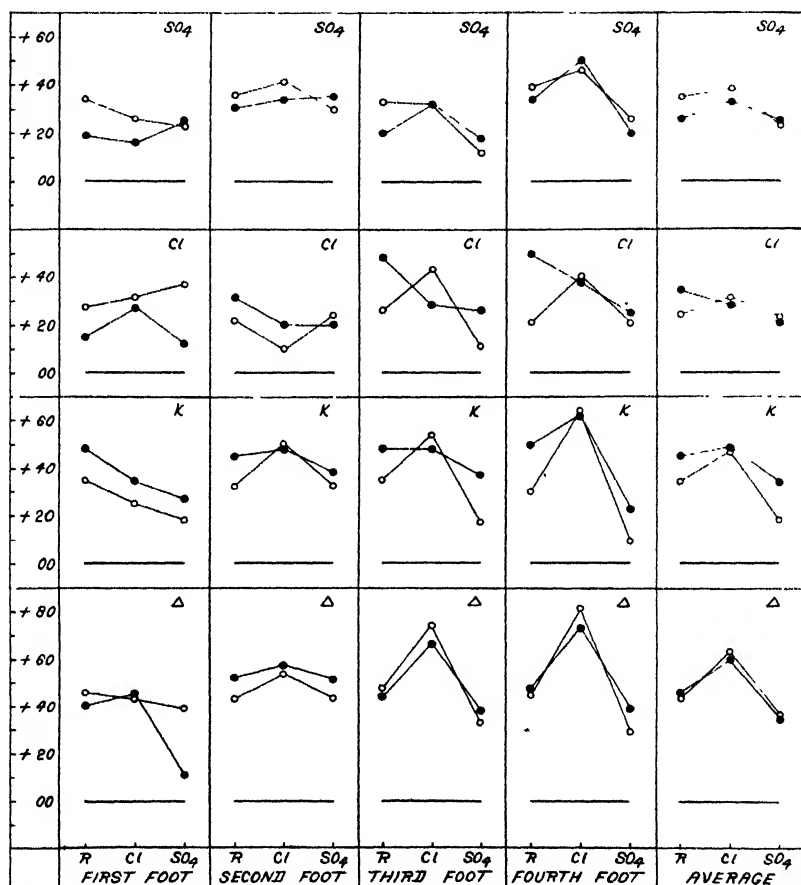 SO4 SO4 SO4 SO4 SO4
+ 60
+ 40
+ 20
00
Cl Cl Cl Cl Cl
+ 40
+ 20
00
K K K K K
+ 60
+ 40
+ 20
00
Δ Δ Δ Δ Δ
+ 80
+ 60
+ 40
+ 20
00
R Cl SO4 R Cl SO4 R Cl SO4 R Cl SO4 R Cl SO4
FIRST FOOT SECOND FOOT THIRD FOOT FOURTH FOOT AVERAGE